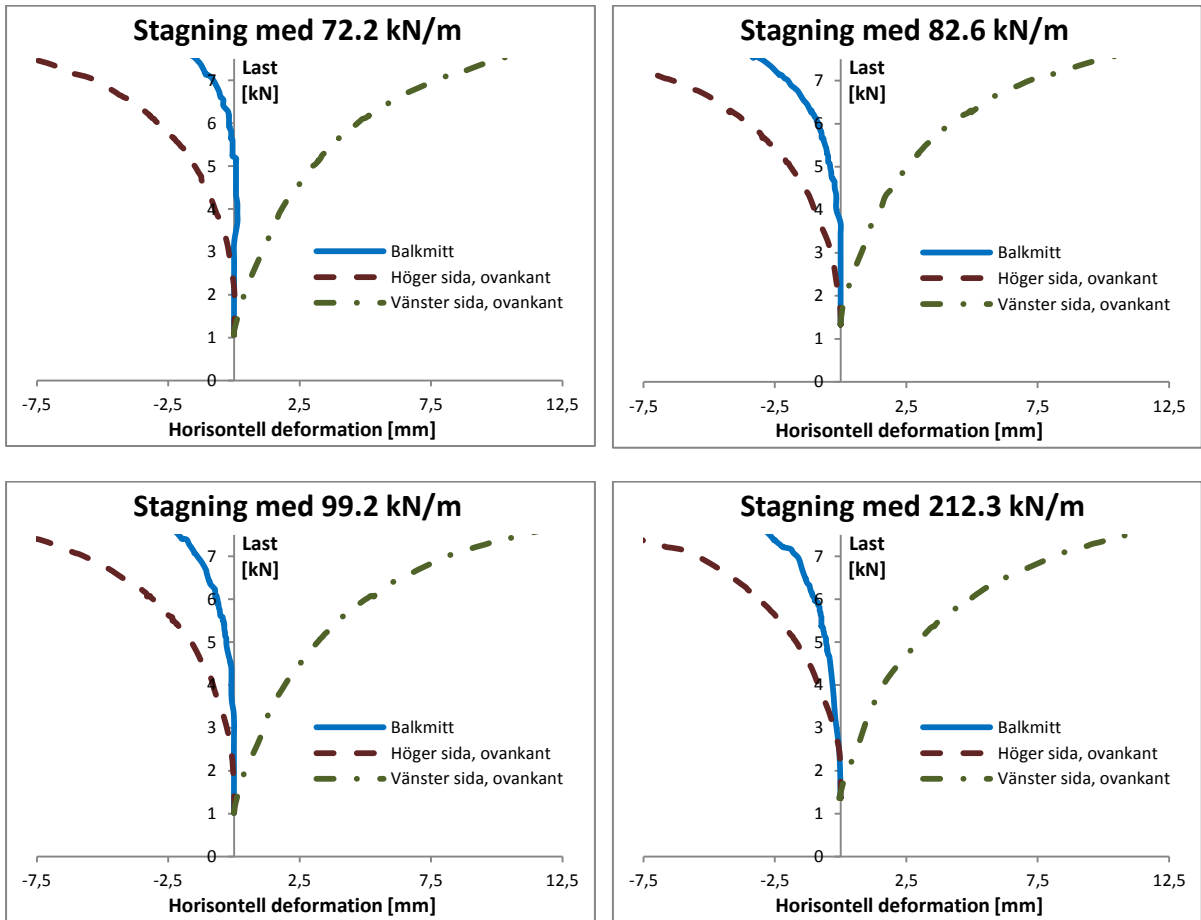 Stagning med 72.2 kN/m
Last
[kN]
7
6
5
4
3
2
1
0
Balkmitt
Höger sida, ovankant
Vänster sida, ovankant
-7,5 -2,5 2,5 7,5 12,5
Horisontell deformation [mm]
Stagning med 82.6 kN/m
Last
[kN]
7
6
5
4
3
2
1
0
Balkmitt
Höger sida, ovankant
Vänster sida, ovankant
-7,5 -2,5 2,5 7,5 12,5
Horisontell deformation [mm]
Stagning med 99.2 kN/m
Last
[kN]
7
6
5
4
3
2
1
0
Balkmitt
Höger sida, ovankant
Vänster sida, ovankant
-7,5 -2,5 2,5 7,5 12,5
Horisontell deformation [mm]
Stagning med 212.3 kN/m
Last
[kN]
7
6
5
4
3
2
1
0
Balkmitt
Höger sida, ovankant
Vänster sida, ovankant
-7,5 -2,5 2,5 7,5 12,5
Horisontell deformation [mm]